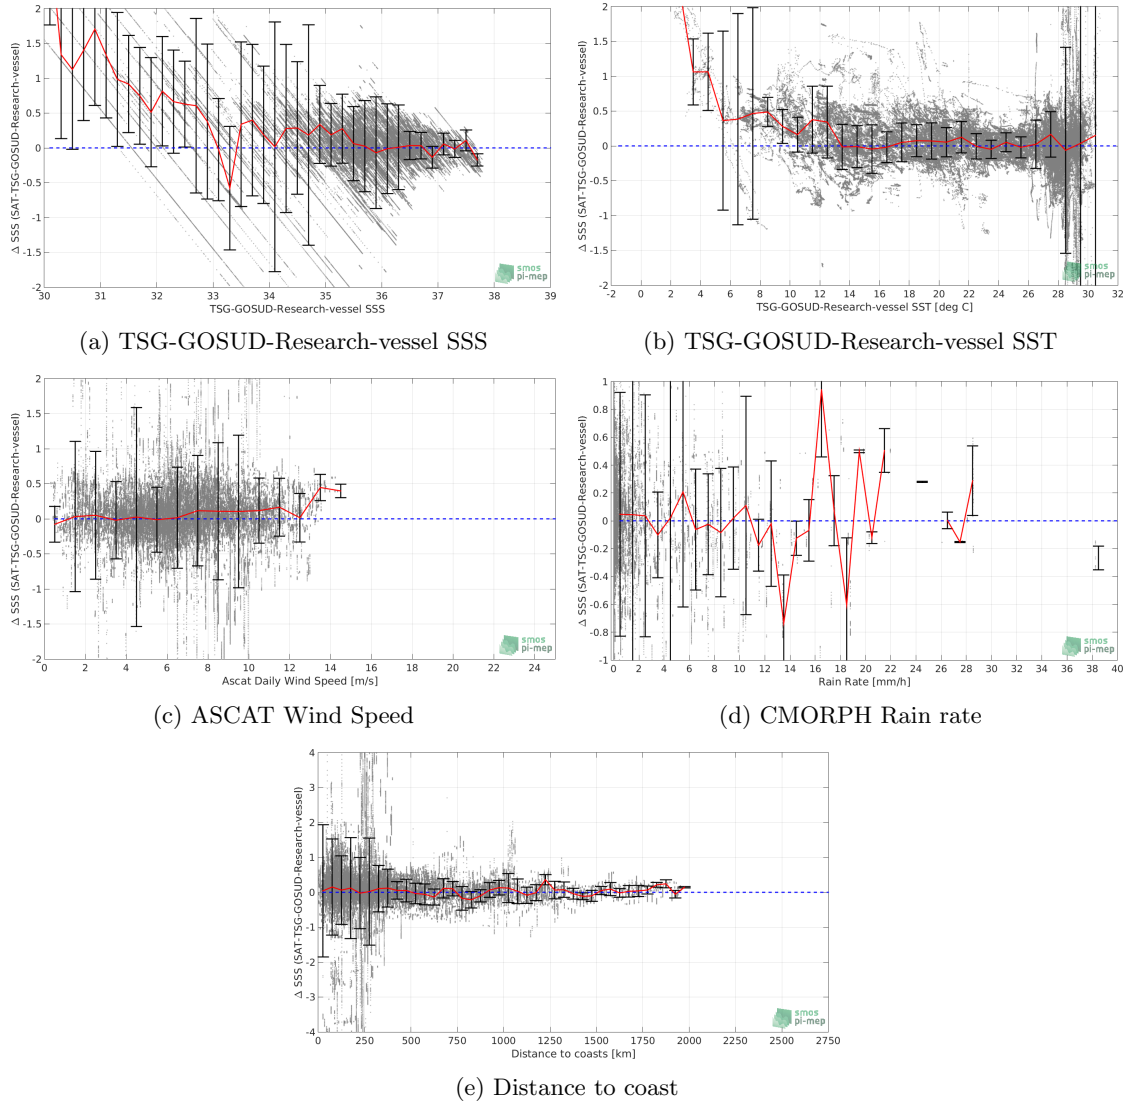 Δ SSS (SAT-TSG-GOSUD-Research-vessel)
2
1.5
1
0.5
0
-0.5
-1
-1.5
-2
30 31 32 33 34 35 36 37 38 39
TSG-GOSUD-Research-vessel SSS
smos
pi-mep
(a) TSG-GOSUD-Research-vessel SSS
Δ SSS (SAT-TSG-GOSUD-Research-vessel)
2
1.5
1
0.5
0
-0.5
-1
-1.5
-2
-2 0 2 4 6 8 10 12 14 16 18 20 22 24 26 28 30 32
TSG-GOSUD-Research-vessel SST [deg C]
smos
pi-mep
(b) TSG-GOSUD-Research-vessel SST
Δ SSS (SAT-TSG-GOSUD-Research-vessel)
2
1.5
1
0.5
0
-0.5
-1
-1.5
-2
0 2 4 6 8 10 12 14 16 18 20 22 24
Ascat Daily Wind Speed [m/s]
smos
pi-mep
(c) ASCAT Wind Speed
Δ SSS (SAT-TSG-GOSUD-Research-vessel)
1
0.8
0.6
0.4
0.2
0
-0.2
-0.4
-0.6
-0.8
-1
0 2 4 6 8 10 12 14 16 18 20 22 24 26 28 30 32 34 36 38 40
Rain Rate [mm/h]
smos
pi-mep
(d) CMORPH Rain rate
Δ SSS (SAT-TSG-GOSUD-Research-vessel)
4
3
2
1
0
-1
-2
-3
-4
0 250 500 750 1000 1250 1500 1750 2000 2250 2500 2750
Distance to coasts [km]
smos
pi-mep
(e) Distance to coast